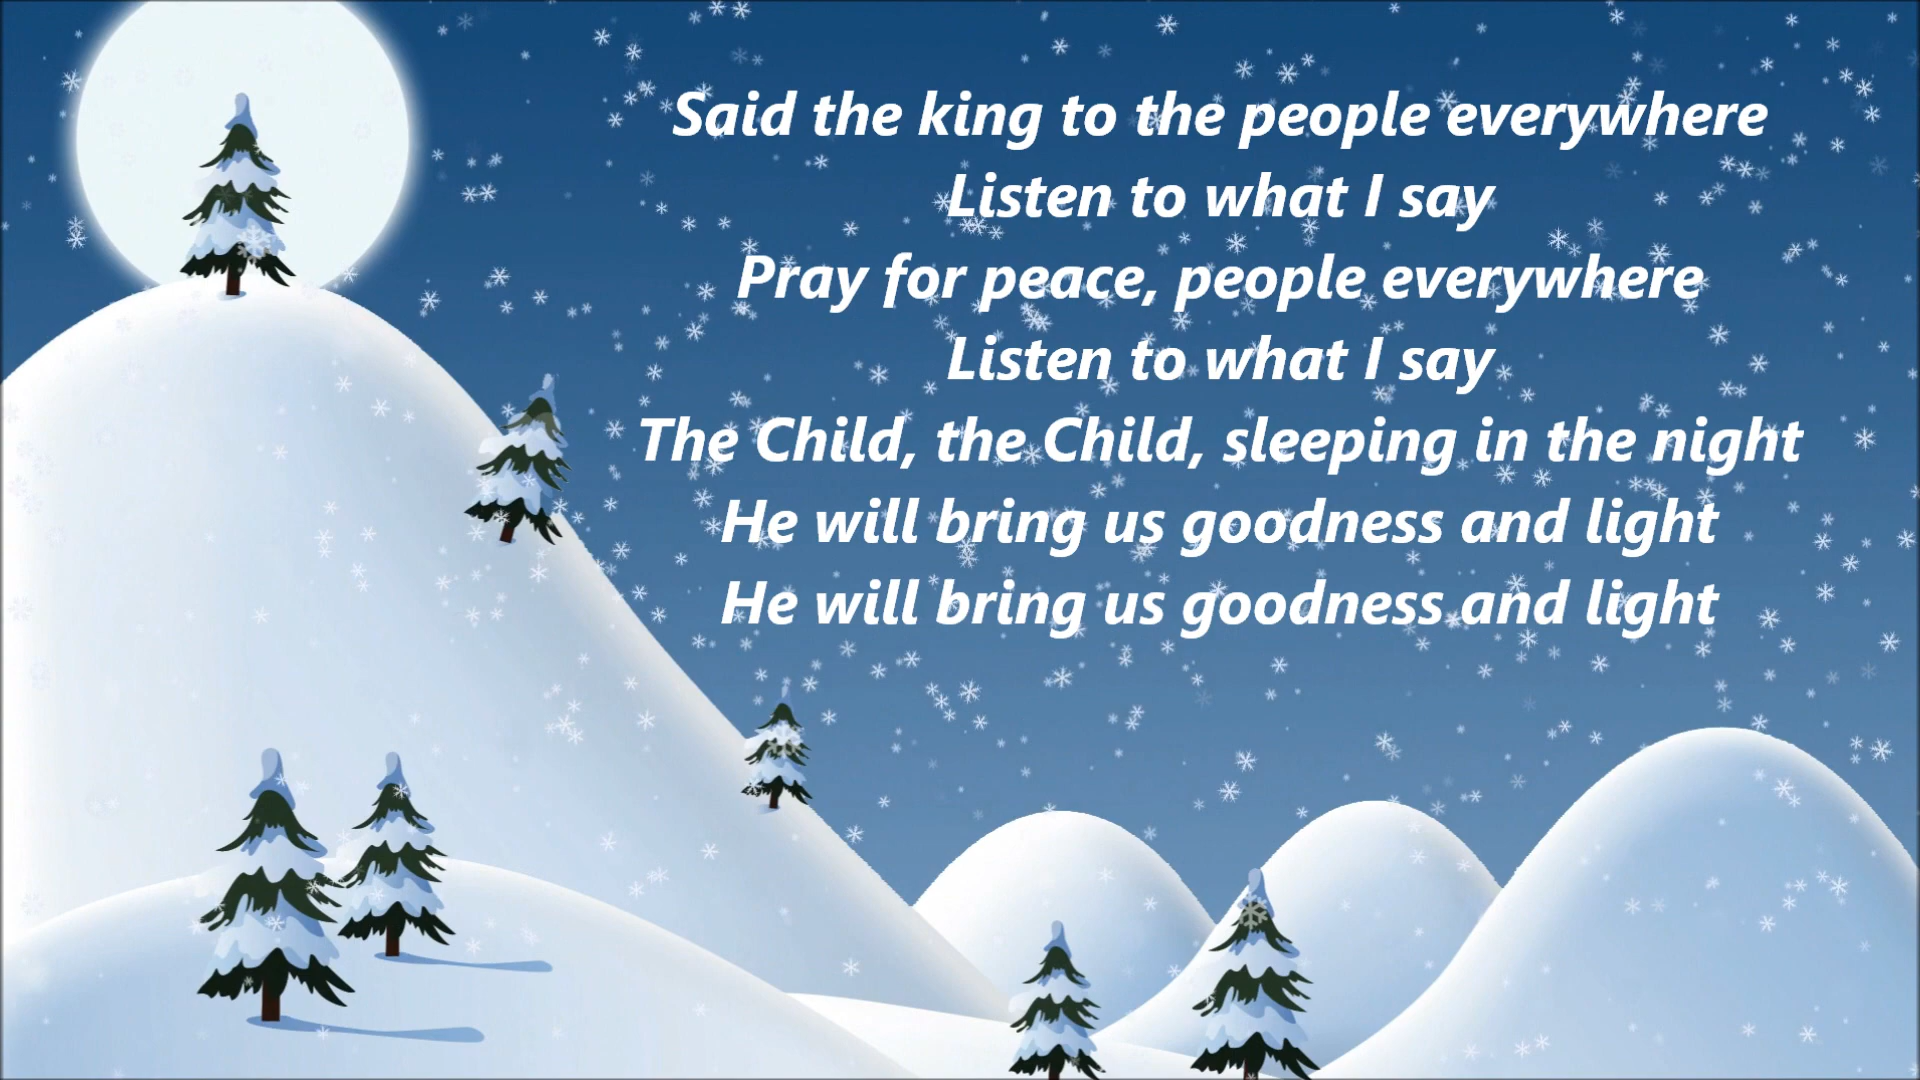 Said the king to the people everywhere
Listen to what I say
Pray for peace, people everywhere
Listen to what I say
The Child, the Child, sleeping in the night
He will bring us goodness and light
He will bring us goodness and light